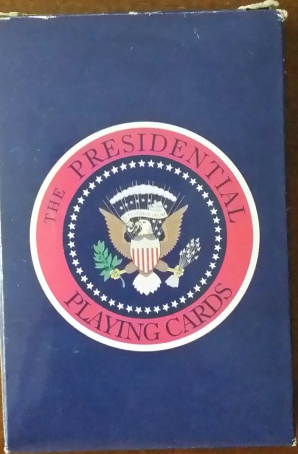 THE PRESIDENTIAL
PLAYING CARDS